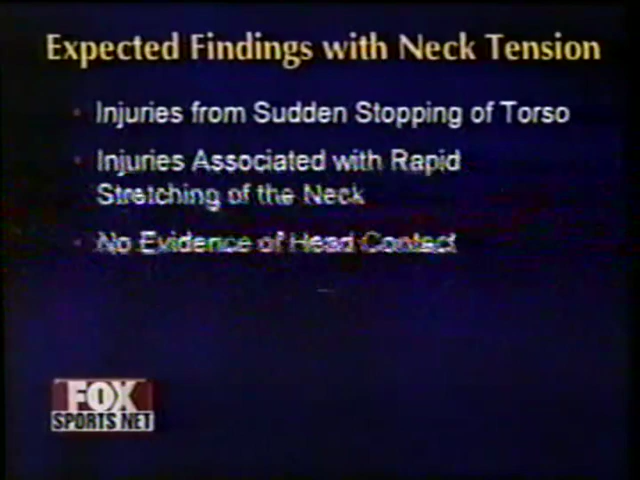 Expected Findings with Neck Tension
Injuries from Sudden Stopping of Torso
Injuries Associated with Rapid
Stretching of the Neck
No Evidence of Head Contact
FOX
SPORTS NET